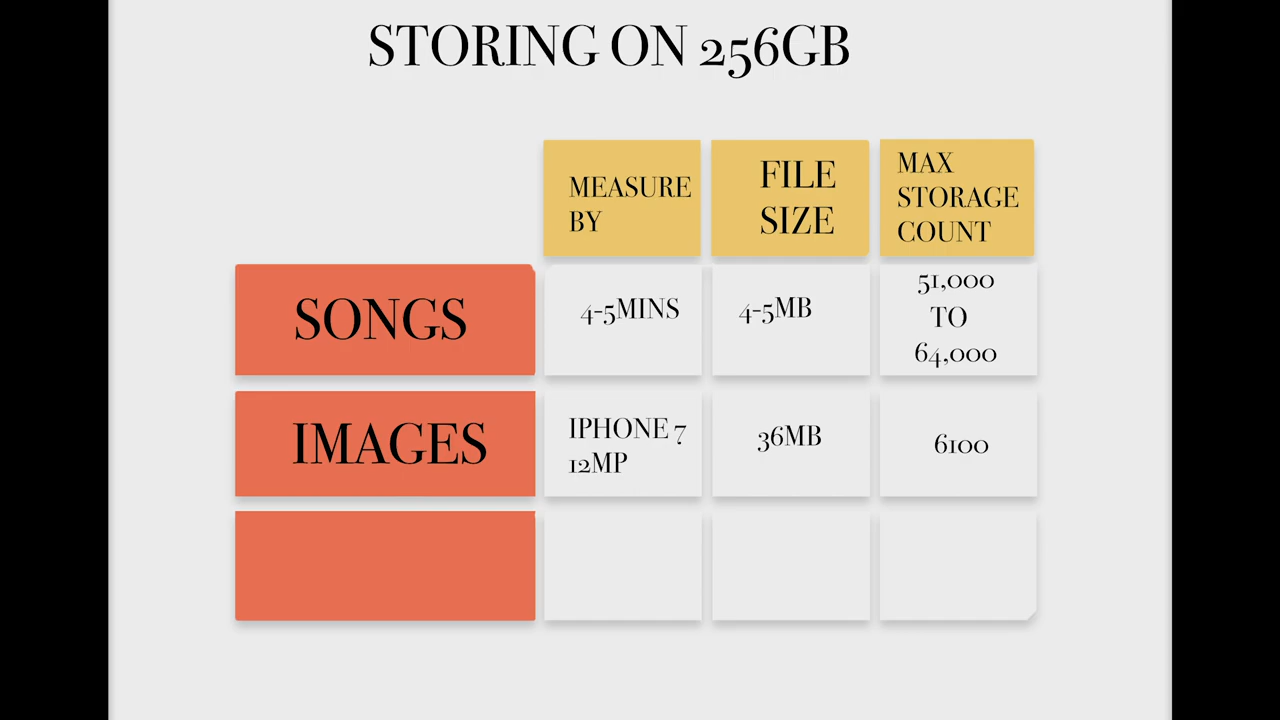 STORING ON 256GB
MEASURE
BY
FILE
SIZE
MAX
STORAGE
COUNT
SONGS
4-5MINS
4-5MB
51,000
TO
64,000
IMAGES
IPHONE 7
12MP
36MB
6100